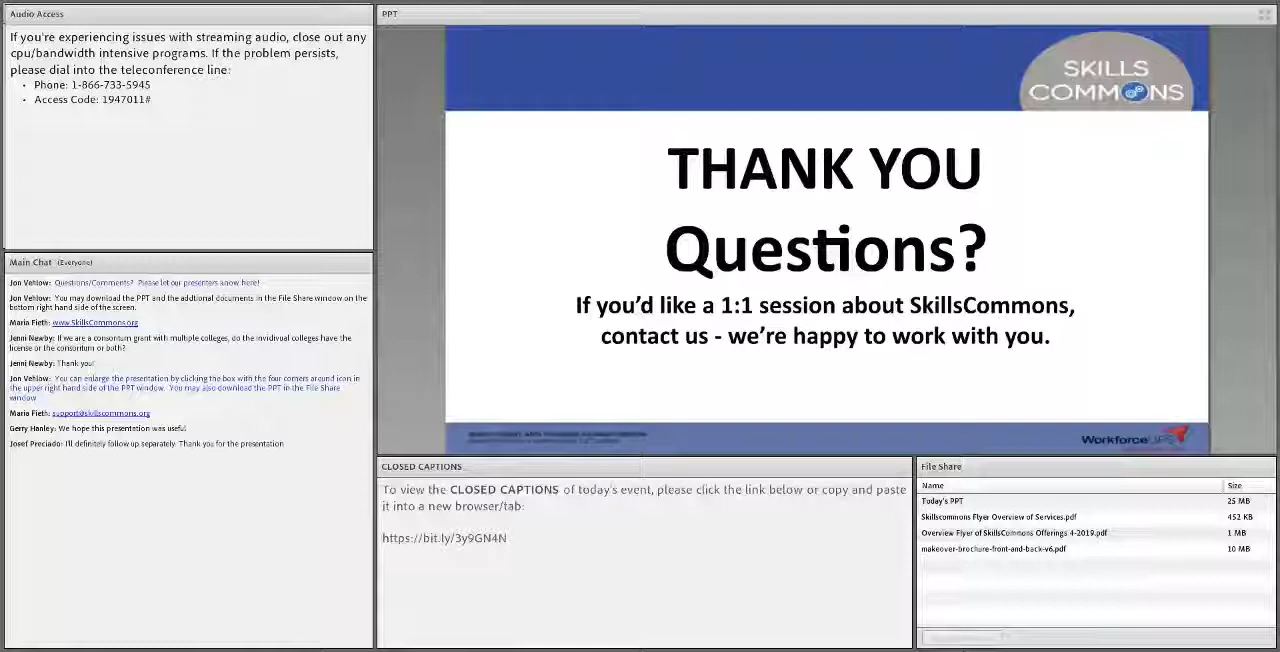 Audio Access
If you're experiencing issues with streaming audio, close out any
cpu/bandwidth intensive programs. If the problem persists,
please dial into the teleconference line:
• Phone: 1-866-733-5945
• Access Code: 1947011#
Main Chat (Everyone)
Jon Vehlow: Questions/Comments? Please let our presenters know here!
Jon Vehlow: You may download the PPT and the addtional documents in the File Share window on the
bottom right hand side of the screen.
Maria Fieth: www.SkillsCommons.org
Jenni Newby: If we are a consortum grant with multiple colleges, do the invidivual colleges have the
license or the consortium or both?
Jenni Newby: Thank you!
Jon Vehlow: You can enlarge the presentation by clicking the box with the four corners around icon in
the upper right hand side of the PPT window. You may also download the PPT in the File Share
window
Maria Fieth: support@skillscommons.org
Gerry Hanley: We hope this presentation was useful
Josef Preciado: I'll definitely follow up separately. Thank you for the presentation
PPT
SKILLS
COMMONS
THANK YOU
Questions?
If you'd like a 1:1 session about SkillsCommons,
contact us - we're happy to work with you.
WorkforceGPS
CLOSED CAPTIONS
To view the CLOSED CAPTIONS of today's event, please click the link below or copy and paste
it into a new browser/tab:
https://bit.ly/3y9GN4N
File Share
Name Size
Today's PPT 25 MB
Skillscommons Flyer Overview of Services.pdf 452 KB
Overview Flyer of SkillsCommons Offerings 4-2019.pdf 1 MB
makeover-brochure-front-and-back-v6.pdf 10 MB